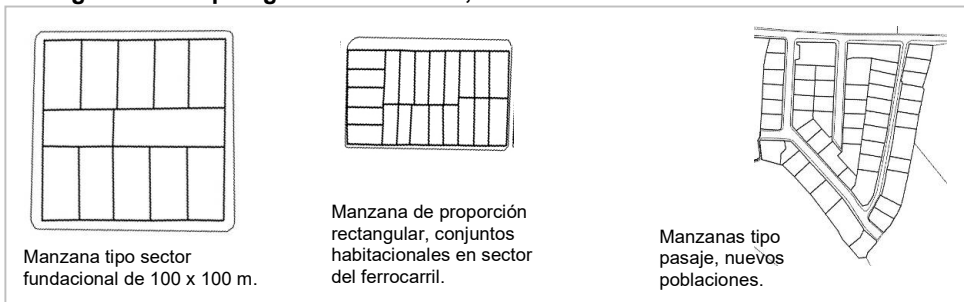 Manzana tipo sector
fundacional de 100 x 100 m.
Manzana de proporción
rectangular, conjuntos
habitacionales en sector
del ferrocarril.
Manzanas tipo
pasaje, nuevos
poblaciones.